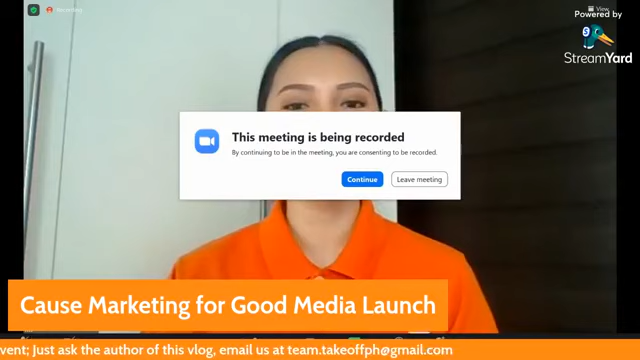 Recording
View
Powered by
StreamYard
This meeting is being recorded
By continuing to be in the meeting, you are consenting to be recorded.
Continue
Leave meeting
Cause Marketing for Good Media Launch
vent; Just ask the author of this vlog, email us at team.takeoffph@gmail.com